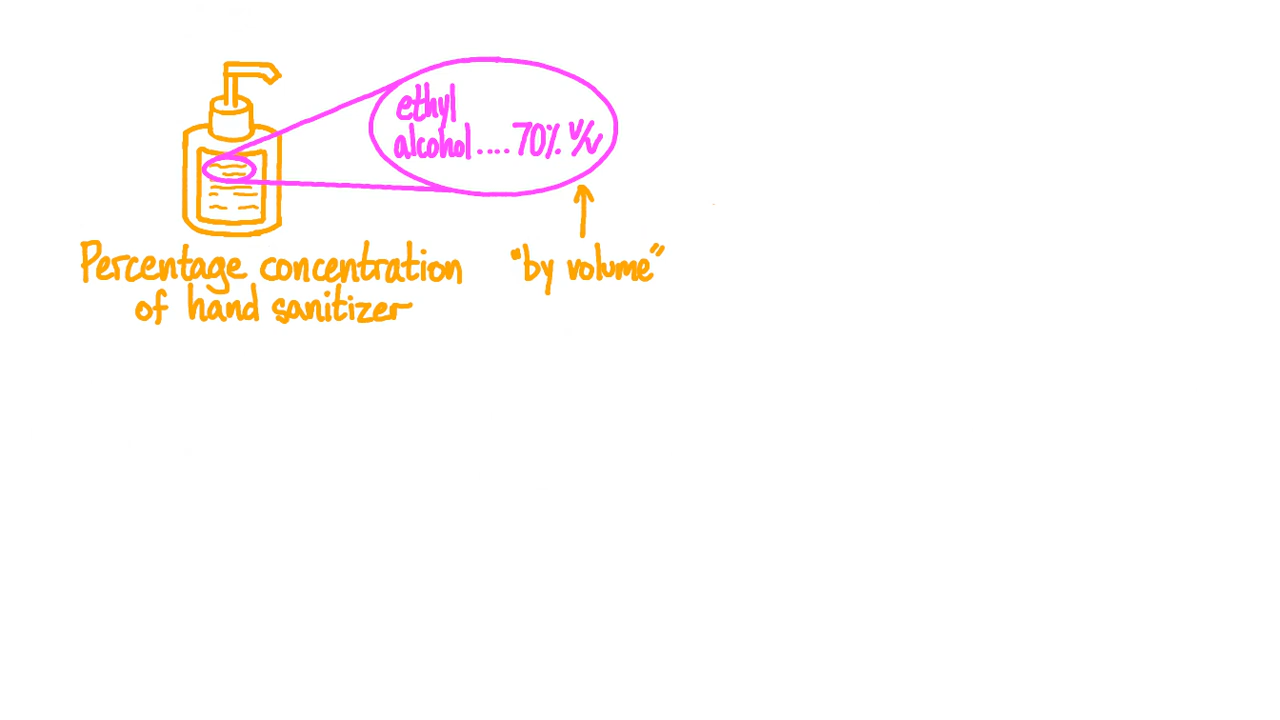 ethyl
alcohol .... 70% v/v
Percentage concentration
of hand sanitizer
"by volume"